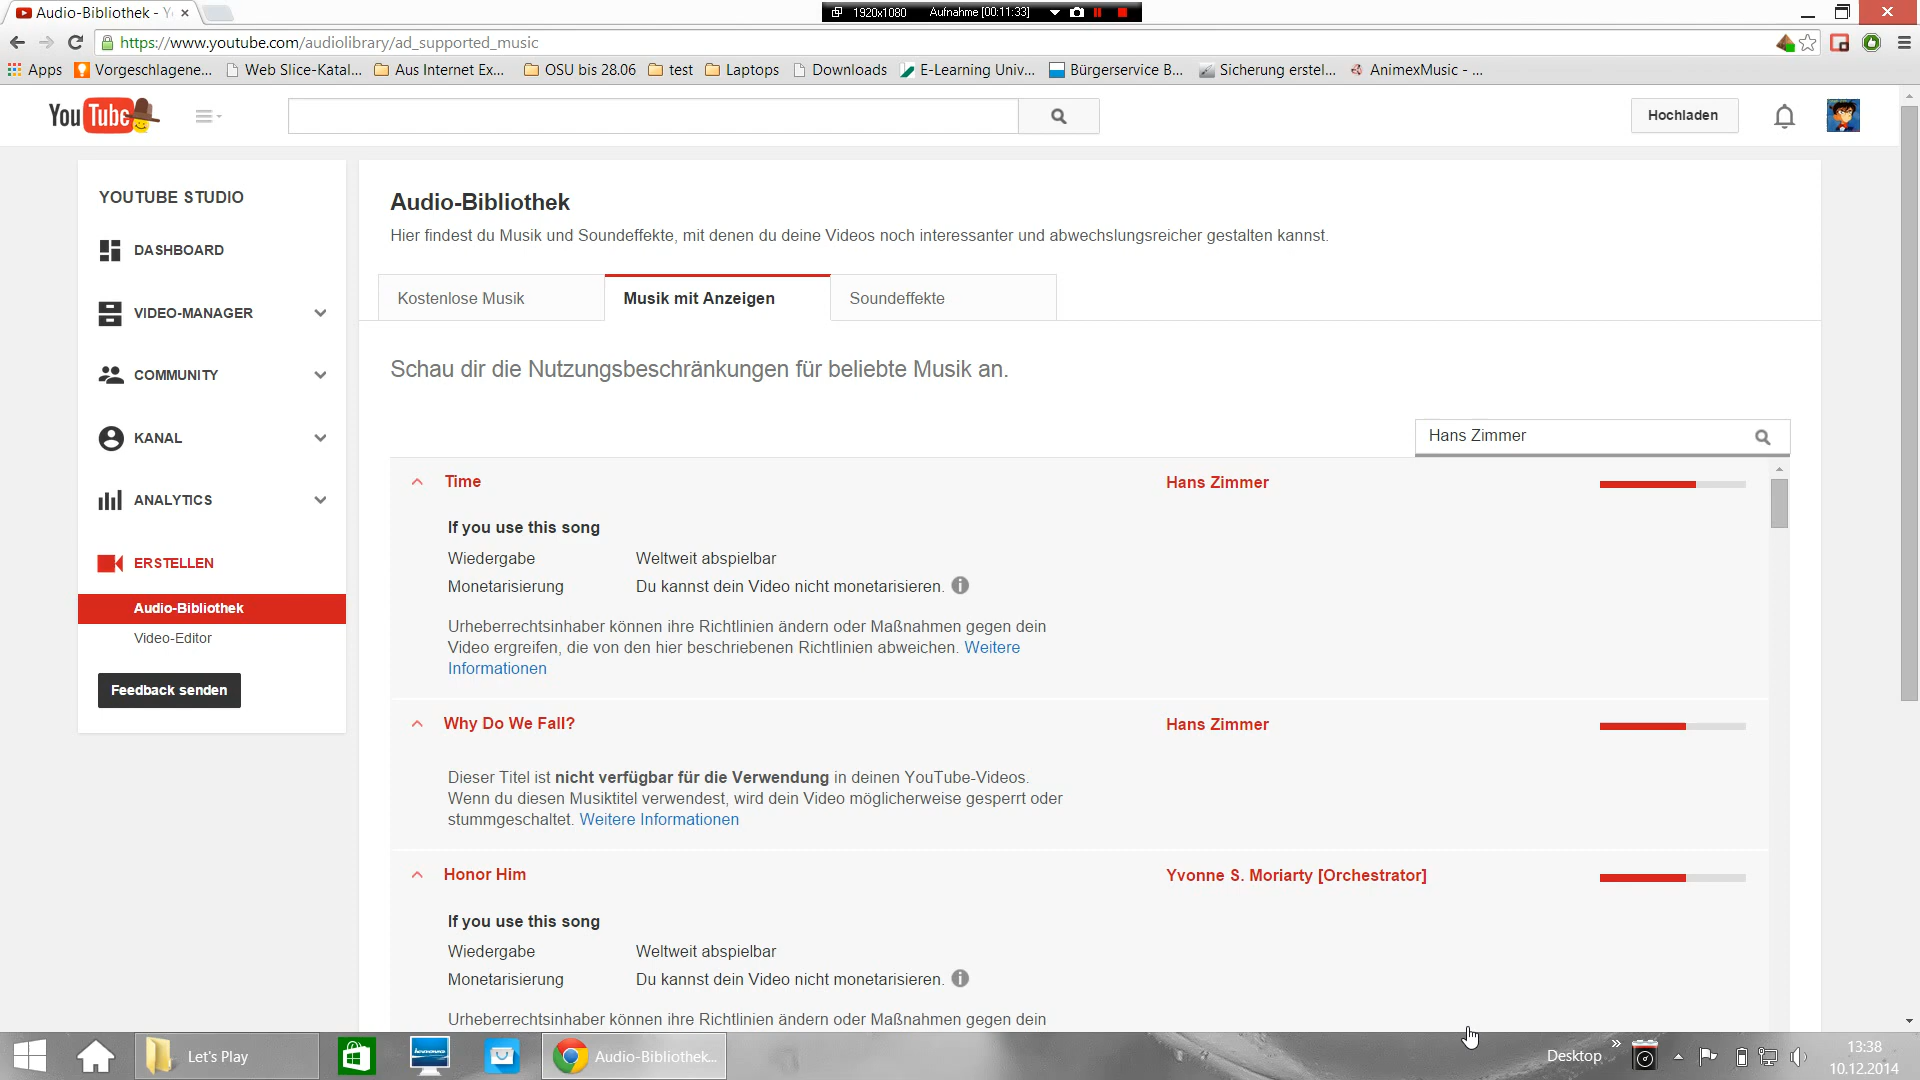 Audio-Bibliothek - Y
1920x1080 Aufnahme [00:11:33]
https://www.youtube.com/audiolibrary/ad_supported_music
Apps Vorgeschlagene... Web Slice-Katal... Aus Internet Ex... OSU bis 28.06 test Laptops Downloads E-Learning Univ... Bürgerservice B... Sicherung erstel... AnimexMusic - ...
YouTube
Hochladen
YOUTUBE STUDIO
DASHBOARD
VIDEO-MANAGER
COMMUNITY
KANAL
ANALYTICS
ERSTELLEN
Audio-Bibliothek
Video-Editor
Feedback senden
Audio-Bibliothek
Hier findest du Musik und Soundeffekte, mit denen du deine Videos noch interessanter und abwechslungsreicher gestalten kannst.
Kostenlose Musik Musik mit Anzeigen Soundeffekte
Schau dir die Nutzungsbeschränkungen für beliebte Musik an.
Hans Zimmer
Time Hans Zimmer
If you use this song
Wiedergabe Weltweit abspielbar
Monetarisierung Du kannst dein Video nicht monetarisieren.
Urheberrechtsinhaber können ihre Richtlinien ändern oder Maßnahmen gegen dein
Video ergreifen, die von den hier beschriebenen Richtlinien abweichen. Weitere
Informationen
Why Do We Fall? Hans Zimmer
Dieser Titel ist nicht verfügbar für die Verwendung in deinen YouTube-Videos.
Wenn du diesen Musiktitel verwendest, wird dein Video möglicherweise gesperrt oder
stummgeschaltet. Weitere Informationen
Honor Him Yvonne S. Moriarty [Orchestrator]
If you use this song
Wiedergabe Weltweit abspielbar
Monetarisierung Du kannst dein Video nicht monetarisieren.
Urheberrechtsinhaber können ihre Richtlinien ändern oder Maßnahmen gegen dein
Let's Play
lenovo
Audio-Bibliothek...
Desktop
13:38
10.12.2014